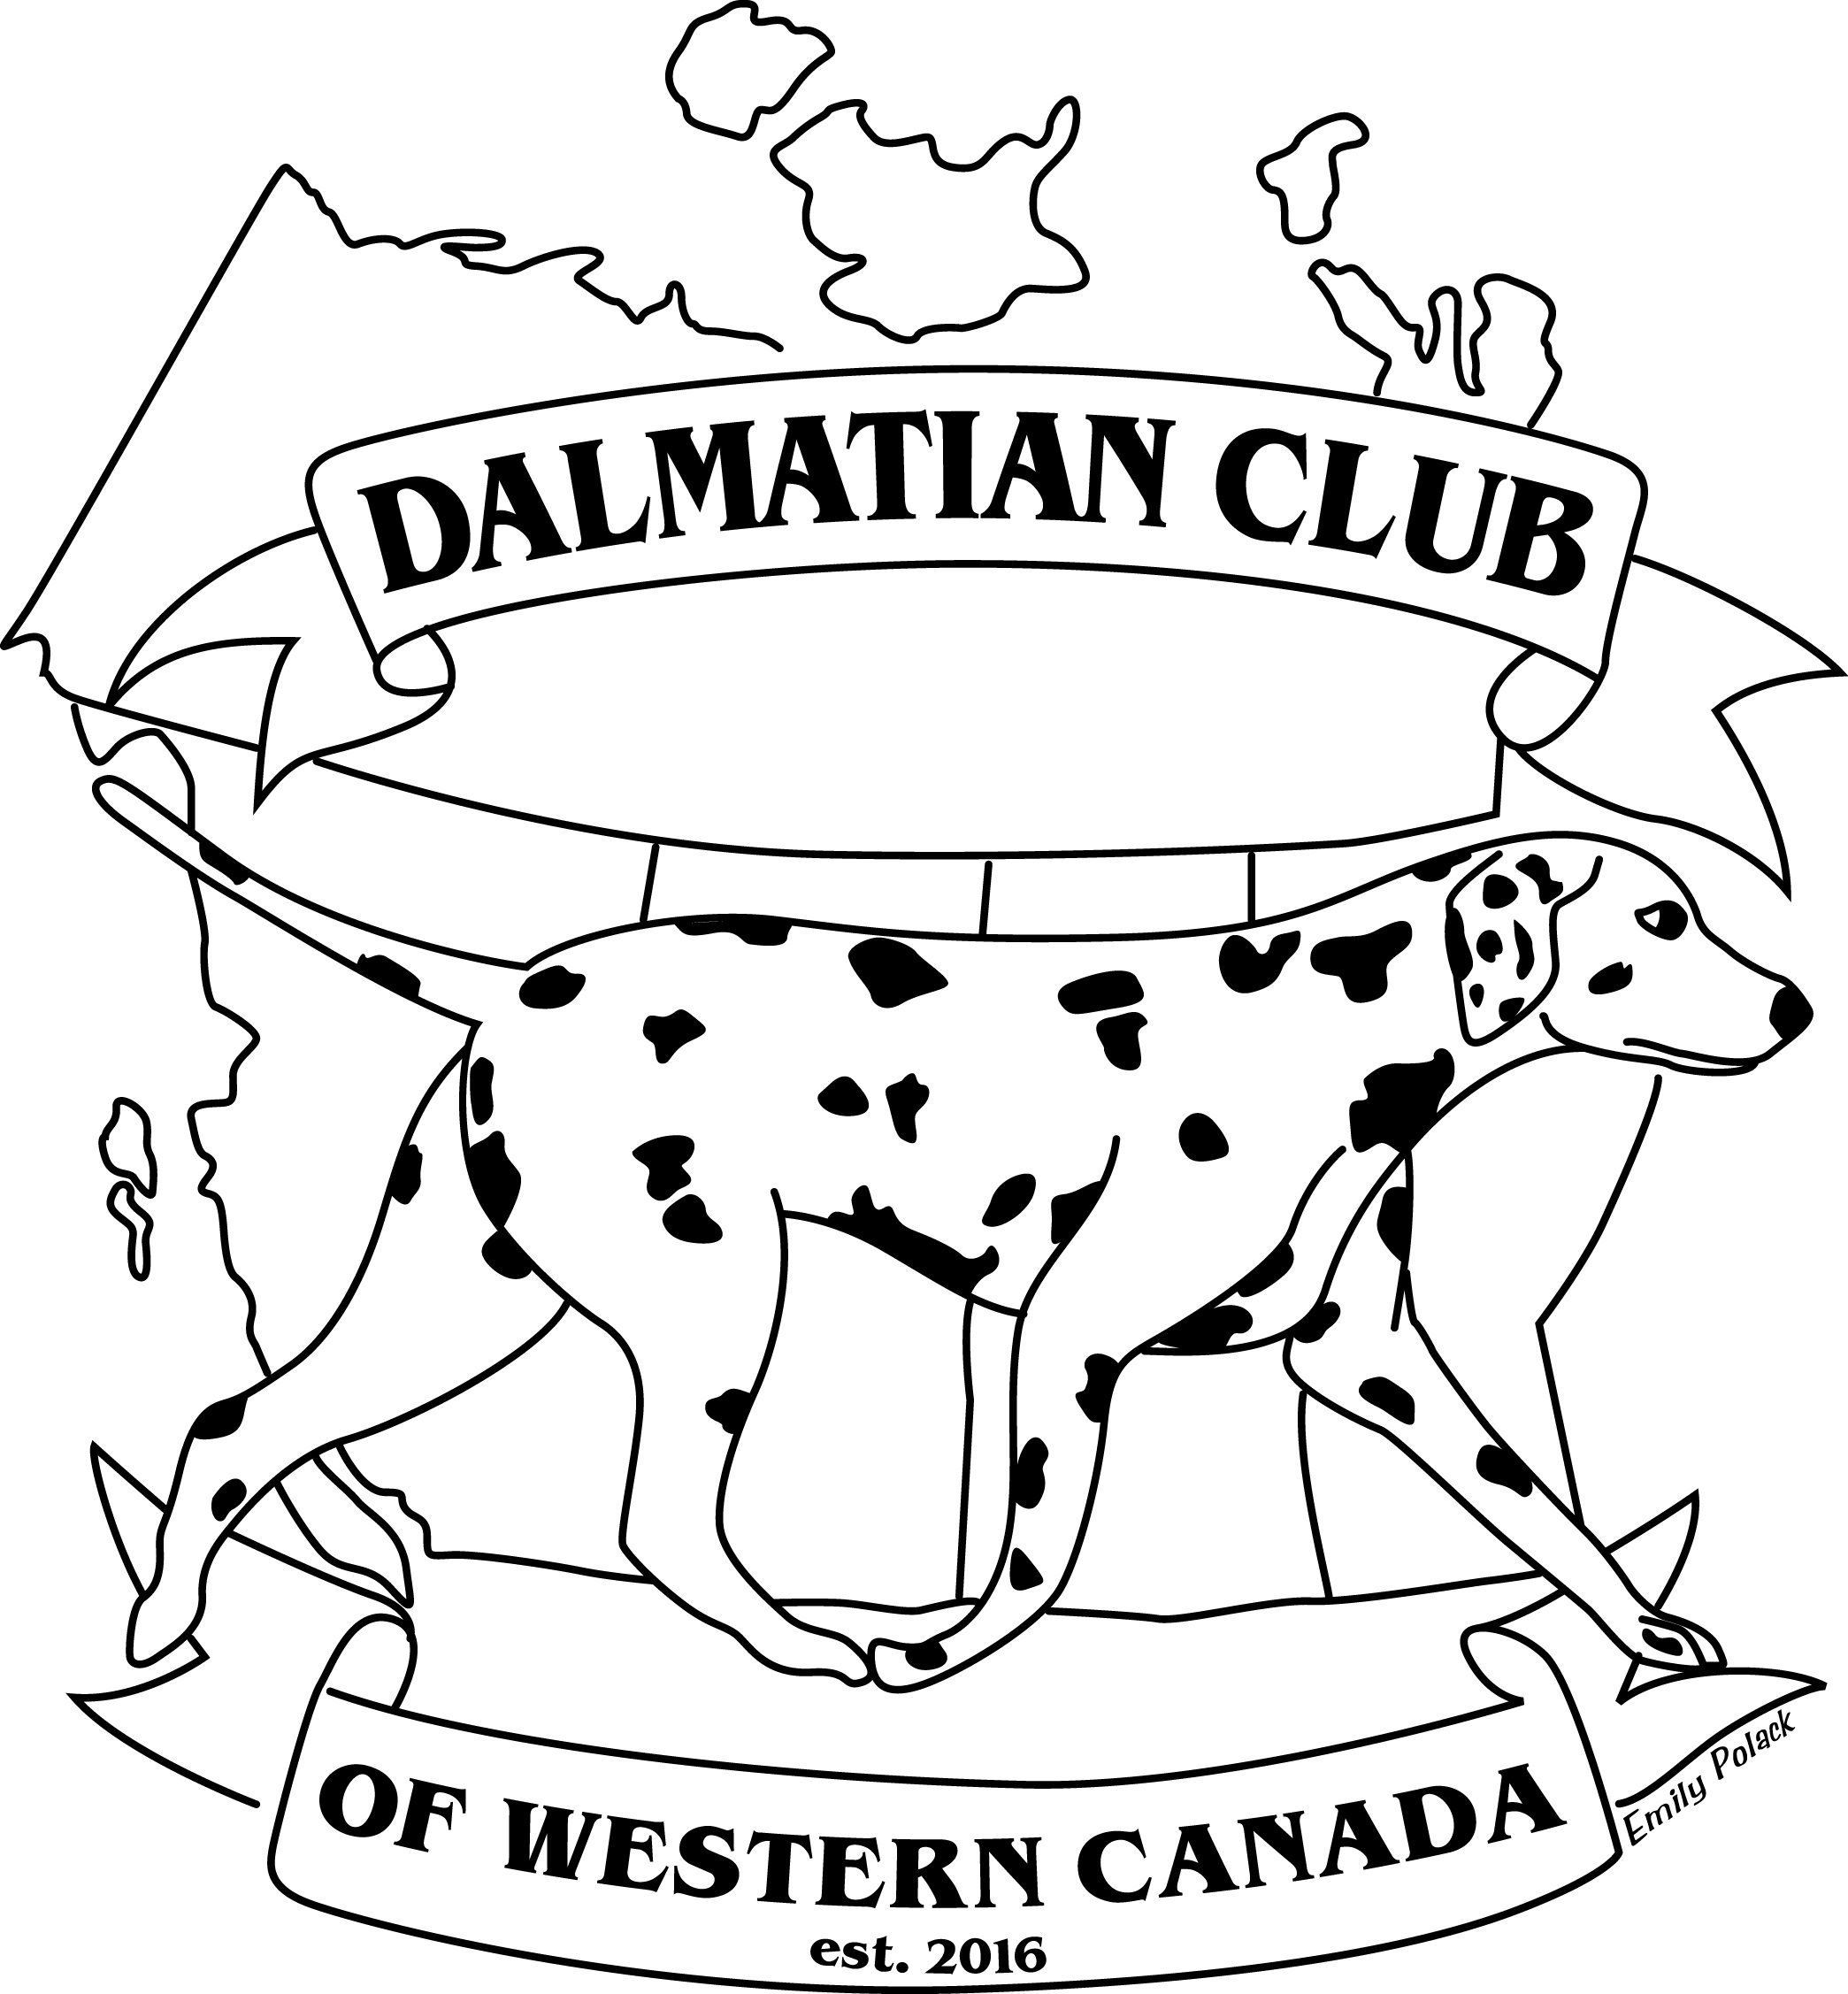 DALMATIAN CLUB
OF WESTERN CANADA
est. 2016
Emily Polack